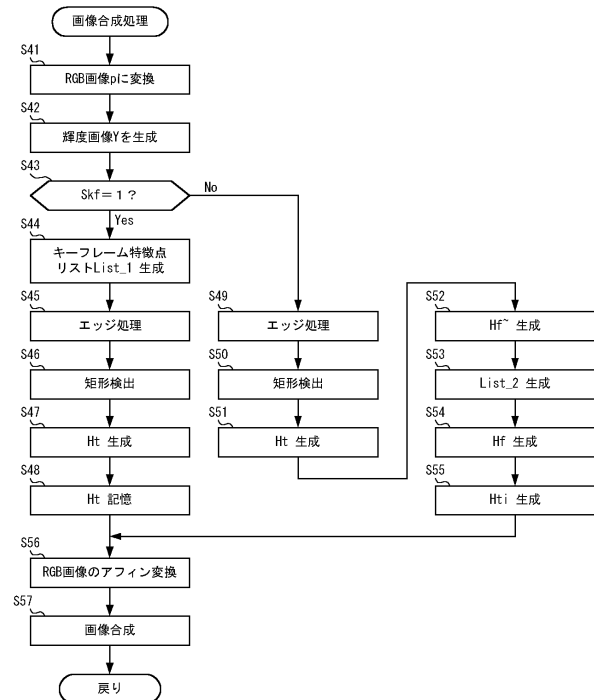 画像合成処理
S41
RGB画像pに変換
S42
輝度画像Yを生成
S43
Skf＝１？
No
Yes
S44
キーフレーム特徴点
リストList_1 生成
S45
エッジ処理
S46
矩形検出
S47
Ht 生成
S48
Ht 記憶
S49
エッジ処理
S50
矩形検出
S51
Ht 生成
S52
Hf~ 生成
S53
List_2 生成
S54
Hf 生成
S55
Hti 生成
S56
RGB画像のアフィン変換
S57
画像合成
戻り